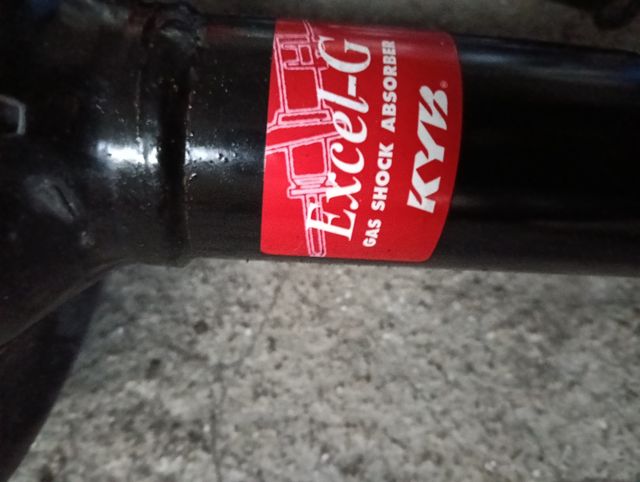 Excel-G
GAS SHOCK ABSORBER
KYB®